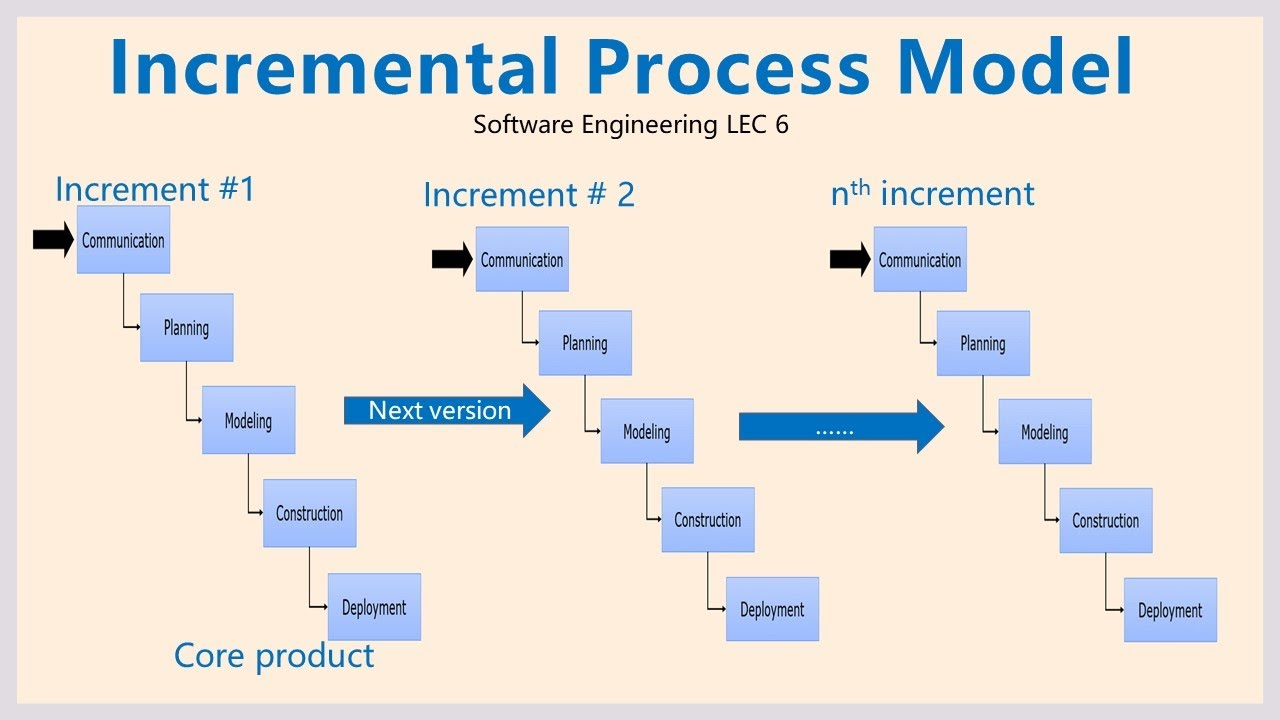 Incremental Process Model
Software Engineering LEC 6
Increment #1
Communication
Planning
Modeling
Construction
Deployment
Core product
Next version
Increment # 2
Communication
Planning
Modeling
Construction
Deployment
......
nth increment
Communication
Planning
Modeling
Construction
Deployment